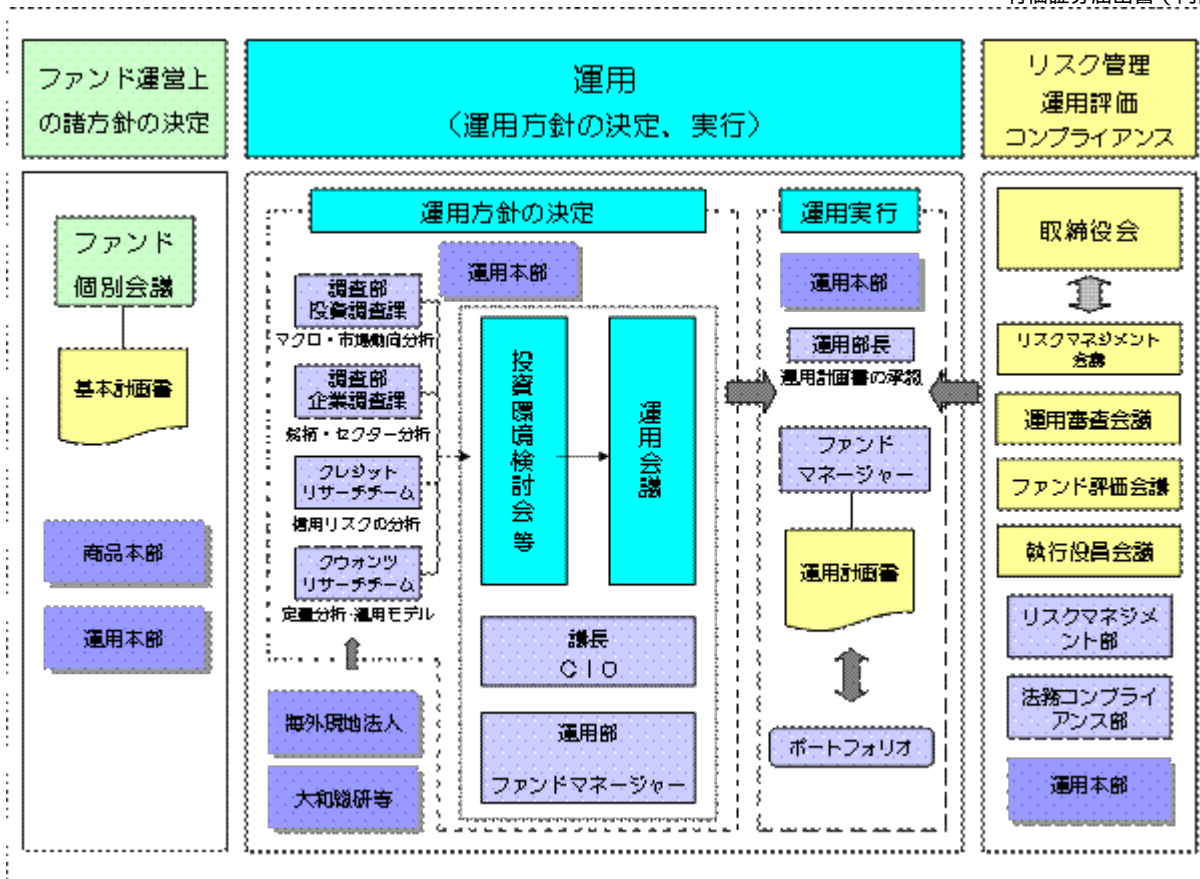 ファンド運営上
の諸方針の決定
運用
（運用方針の決定、実行）
リスク管理
運用評価
コンプライアンス
ファンド
個別会議
基本計画書
商品本部
運用本部
運用方針の決定
運用本部
調査部
投資調査課
マクロ・市場動向分析
調査部
企業調査課
銘柄・セクター分析
クレジット
リサーチチーム
信用リスクの分析
クウォンツ
リサーチチーム
定量分析・運用モデル
海外現地法人
大和総研等
投資環境検討会等
運用会議
議長
ＣＩＯ
運用部
ファンドマネージャー
運用実行
運用本部
運用部長
運用計画書の承認
ファンド
マネージャー
運用計画書
ポートフォリオ
取締役会
リスクマネジメント
会議
運用審査会議
ファンド評価会議
執行役員会議
リスクマネジメ
ント部
法務コンプライ
アンス部
運用本部